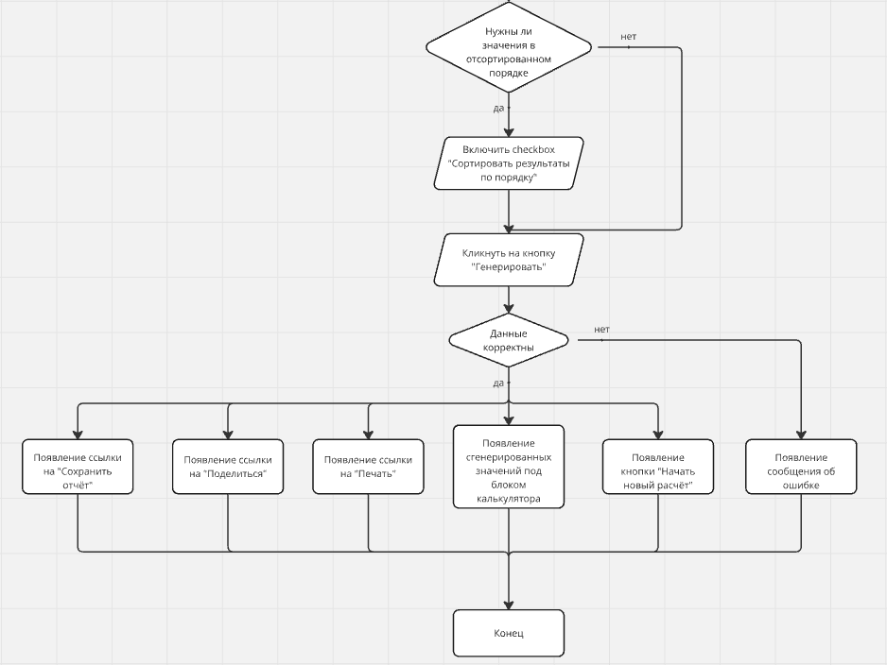 Нужны ли
значения в
отсортированном
порядке
нет
да
Включить checkbox
"Сортировать результаты
по порядку"
Кликнуть на кнопку
"Генерировать"
Данные
корректны
нет
да
Появление ссылки
на "Сохранить
отчёт"
Появление ссылки
на "Поделиться"
Появление ссылки
на "Печать"
Появление
сгенерированных
значений под
блоком
калькулятора
Появление
кнопки "Начать
новый расчёт"
Появление
сообщения об
ошибке
Конец